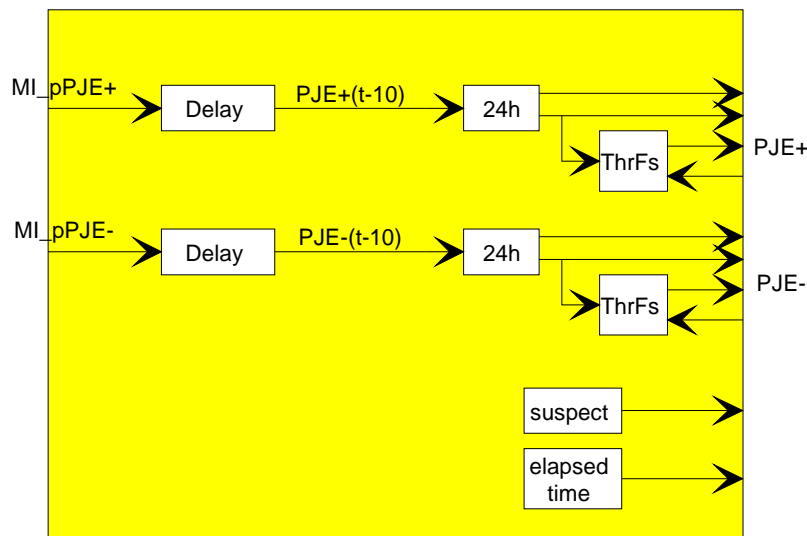 MI_pPJE+
Delay
PJE+(t-10)
24h
ThrFs
PJE+
MI_pPJE-
Delay
PJE-(t-10)
24h
ThrFs
PJE-
suspect
elapsed
time